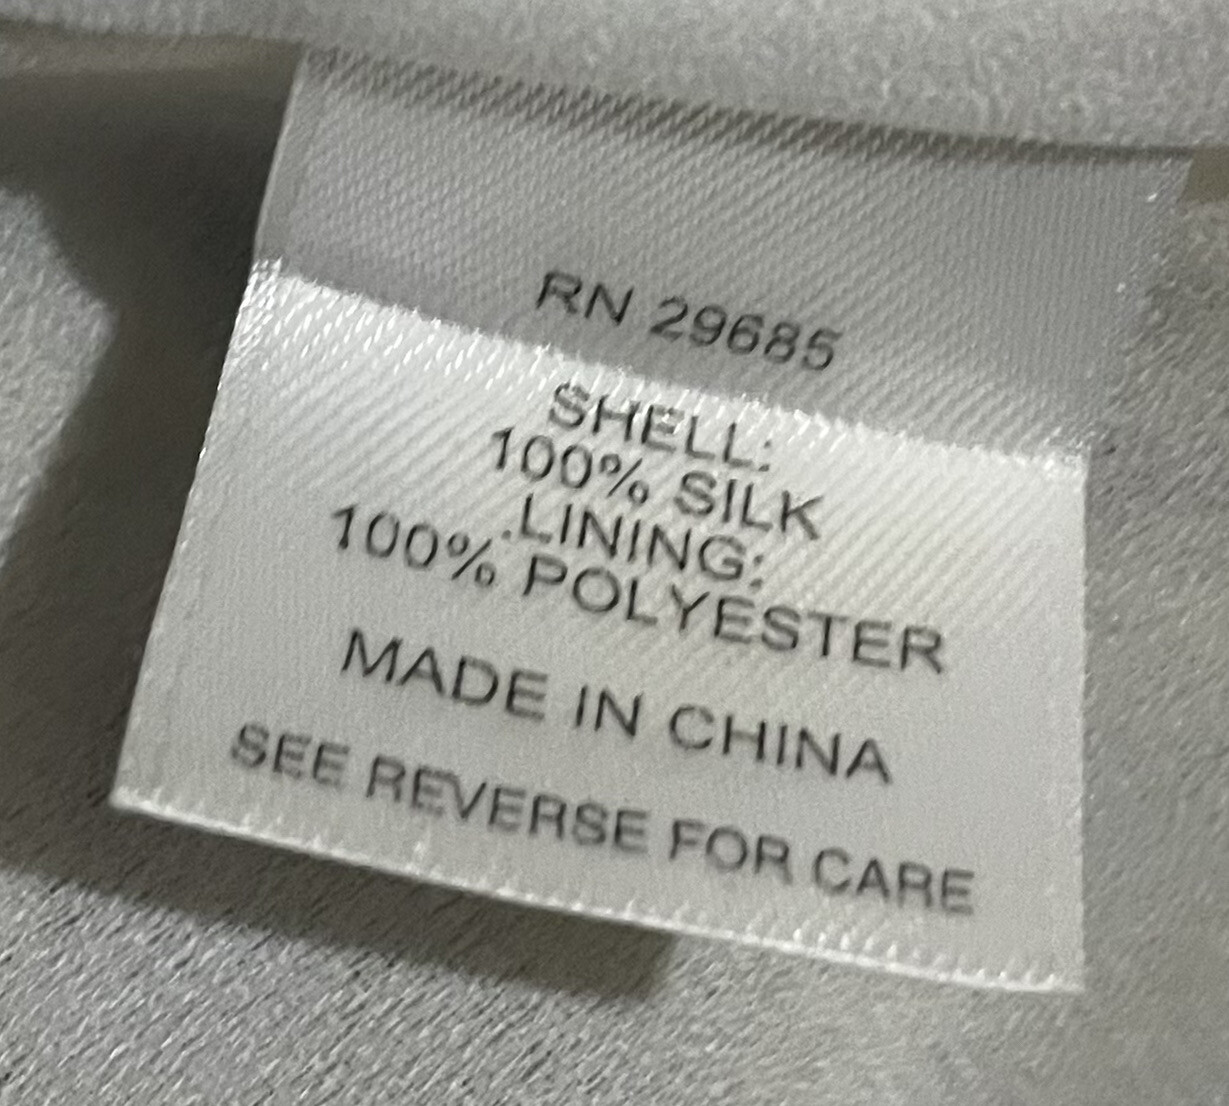 RN 29685
SHELL:
100% SILK
.LINING:
100% POLYESTER
MADE IN CHINA
SEE REVERSE FOR CARE